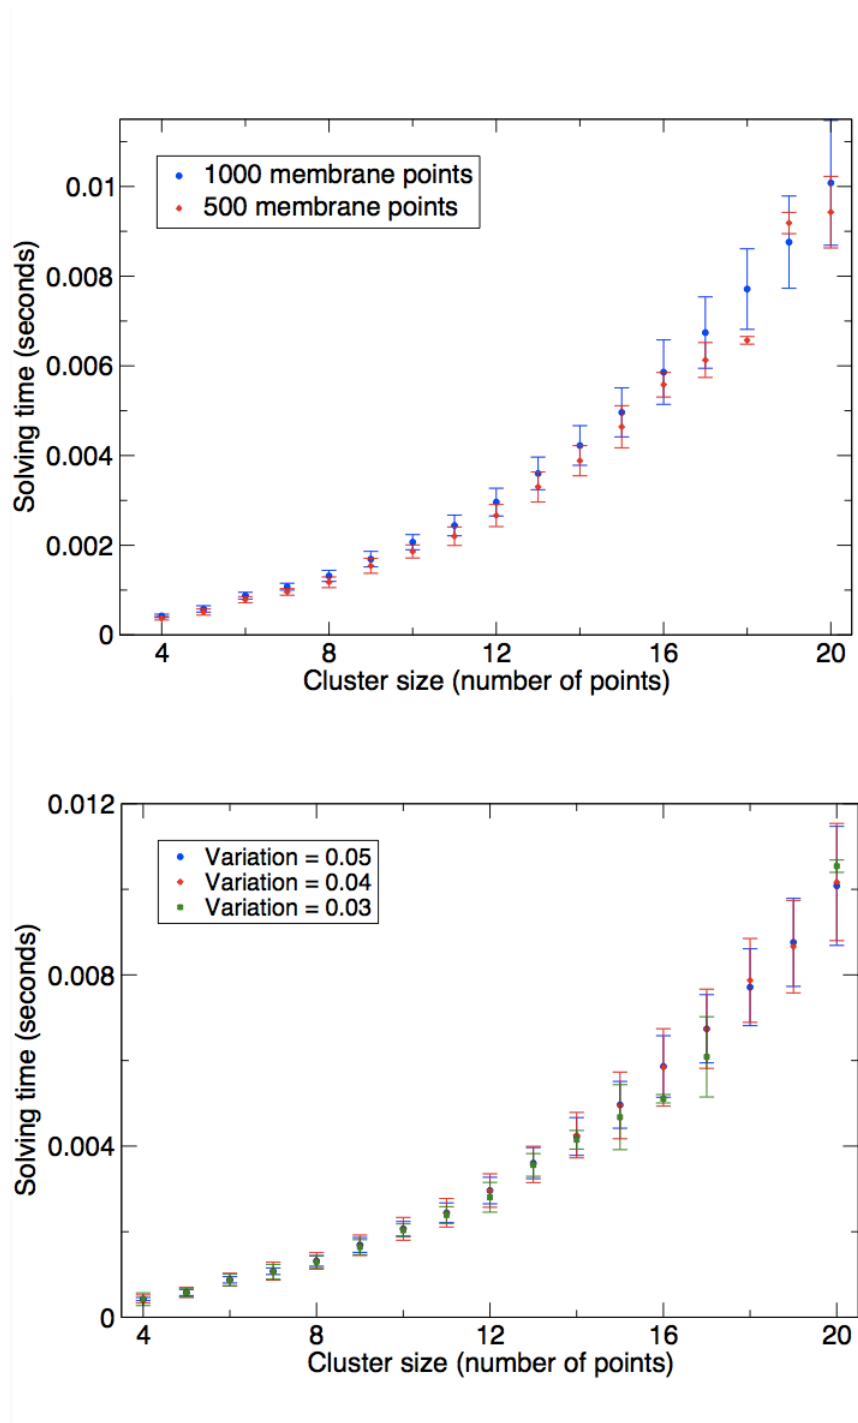 1000 membrane points
500 membrane points
0.01
0.008
0.006
0.004
0.002
0
Solving time (seconds)
4 8 12 16 20
Cluster size (number of points)
0.012
Variation = 0.05
Variation = 0.04
Variation = 0.03
0.008
0.004
0
Solving time (seconds)
4 8 12 16 20
Cluster size (number of points)